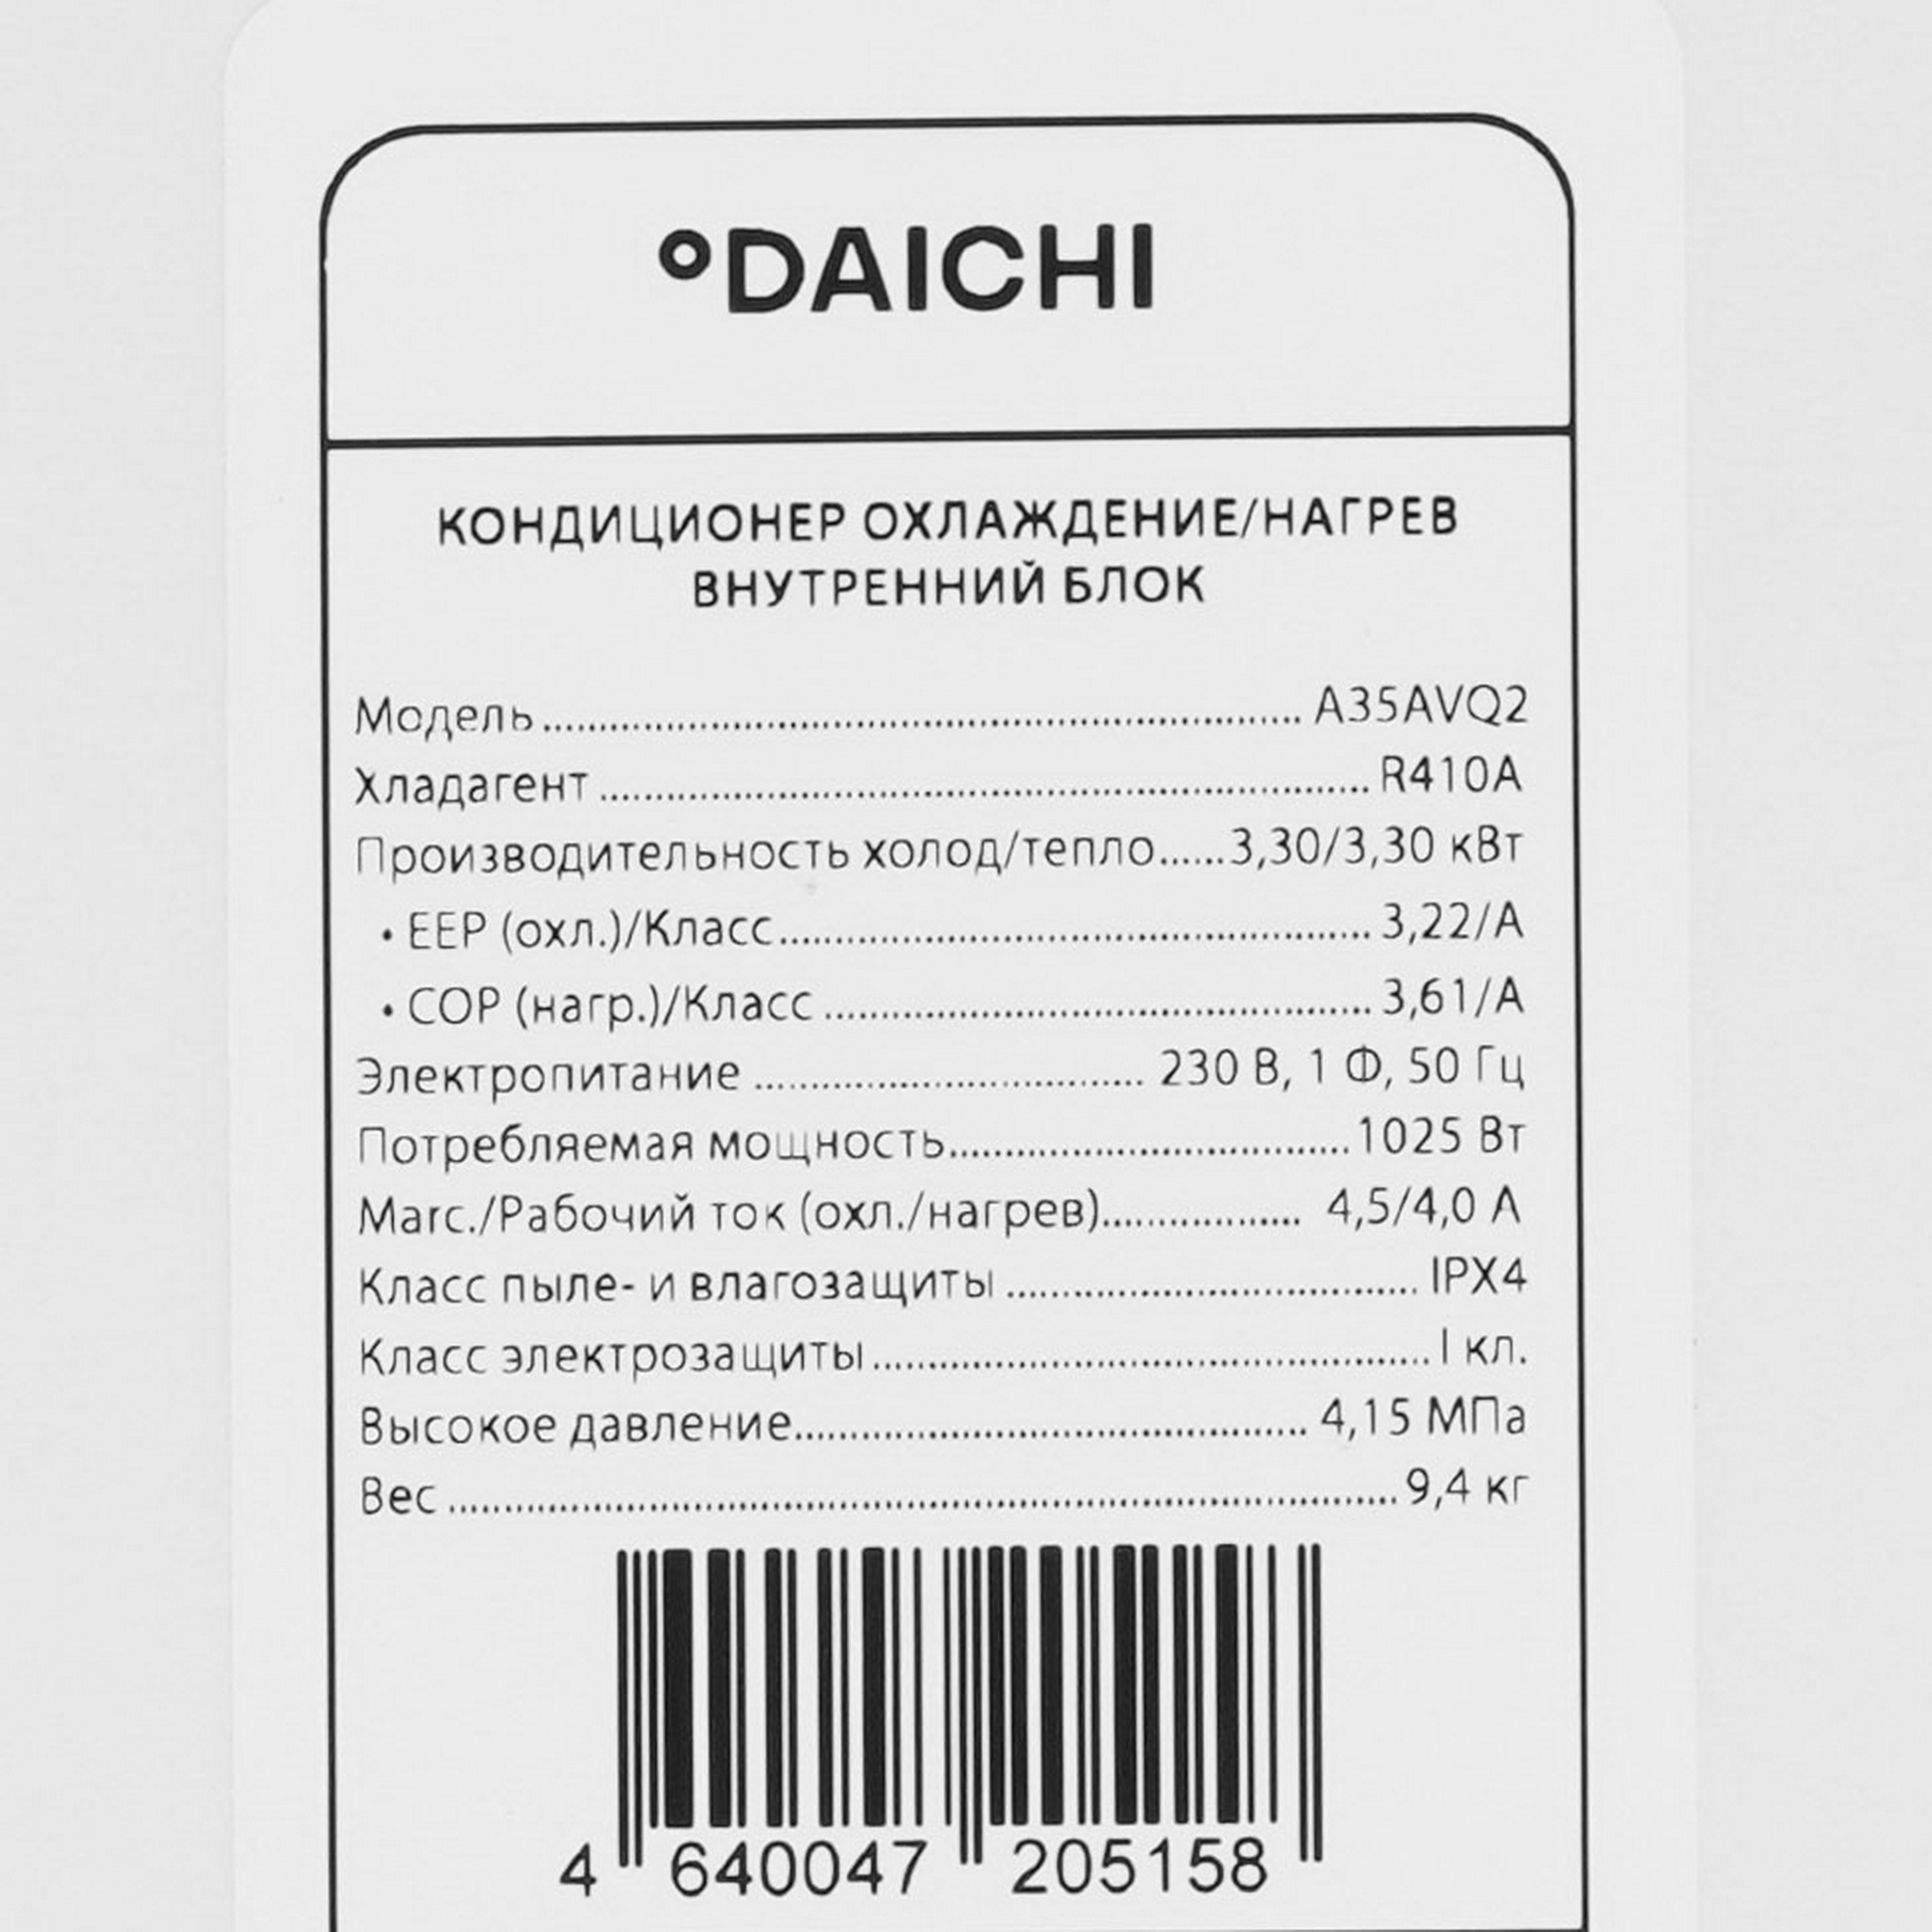 °DAICHI
КОНДИЦИОНЕР ОХЛАЖДЕНИЕ/НАГРЕВ
ВНУТРЕННИЙ БЛОК
Модель........A35AVQ2
Хладагент........R410A
Производительность холод/тепло......3,30/3,30 кВт
• EEP (охл.)/Класс........3,22/A
• COP (нагр.)/Класс........3,61/A
Электропитание........230 В, 1 Ф, 50 Гц
Потребляемая мощность........1025 Вт
Marc./Рабочий ток (охл./нагрев)........4,5/4,0 А
Класс пыле- и влагозащиты........IPX4
Класс электрозащиты........I кл.
Высокое давление........4,15 МПа
Вес........9,4 кг
4 640047 205158